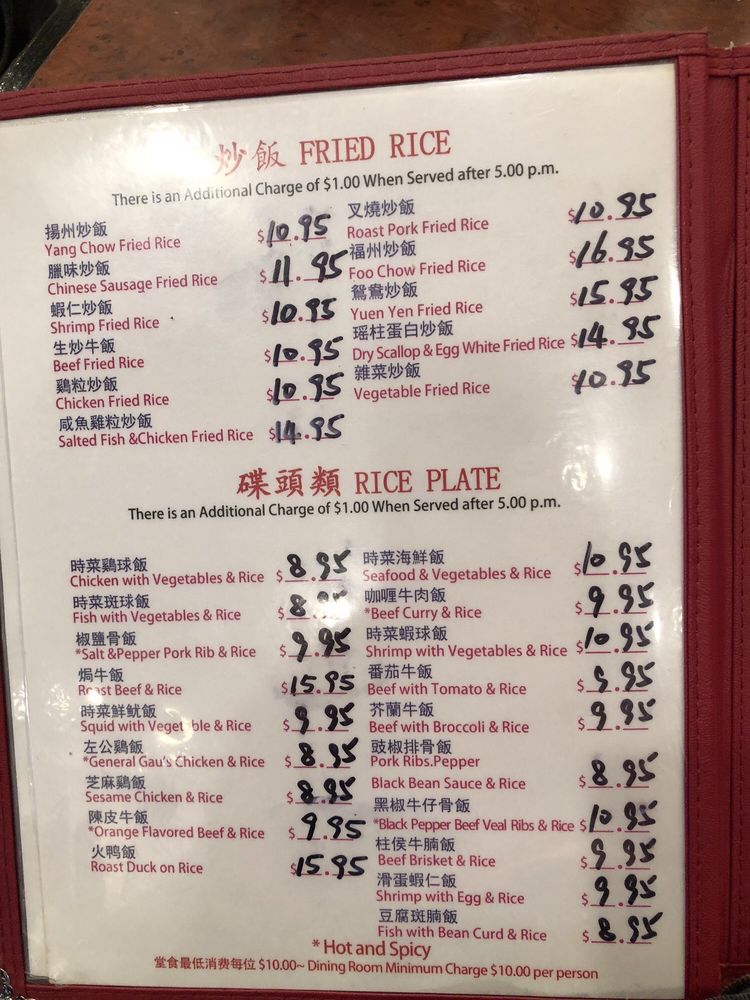 炒飯 FRIED RICE
There is an Additional Charge of $1.00 When Served after 5.00 p.m.
揚州炒飯
Yang Chow Fried Rice $10.95
臘味炒飯
Chinese Sausage Fried Rice $11.95
蝦仁炒飯
Shrimp Fried Rice $10.95
生炒牛飯
Beef Fried Rice $10.95
鷄粒炒飯
Chicken Fried Rice $10.95
咸魚雞粒炒飯
Salted Fish &Chicken Fried Rice $14.95
叉燒炒飯
Roast Pork Fried Rice $10.95
福州炒飯
Foo Chow Fried Rice $16.95
鴛鴦炒飯
Yuen Yen Fried Rice $15.95
瑶柱蛋白炒飯
Dry Scallop & Egg White Fried Rice $14.95
雜菜炒飯
Vegetable Fried Rice $10.95
碟頭類 RICE PLATE
There is an Additional Charge of $1.00 When Served after 5.00 p.m.
時菜鷄球飯
Chicken with Vegetables & Rice $8.95
時菜斑球飯
Fish with Vegetables & Rice $8.95
椒鹽骨飯
*Salt &Pepper Pork Rib & Rice $9.95
焗牛飯
Roast Beef & Rice $15.95
時菜鮮魷飯
Squid with Vegetable & Rice $9.95
左公鷄飯
*General Gau's Chicken & Rice $8.95
芝麻鷄飯
Sesame Chicken & Rice $8.95
陳皮牛飯
*Orange Flavored Beef & Rice $9.95
火鸭飯
Roast Duck on Rice $15.95
時菜海鮮飯
Seafood & Vegetables & Rice $10.95
咖喱牛肉飯
*Beef Curry & Rice $9.95
時菜蝦球飯
Shrimp with Vegetables & Rice $10.95
番茄牛飯
Beef with Tomato & Rice $9.95
芥蘭牛飯
Beef with Broccoli & Rice $9.95
豉椒排骨飯
Pork Ribs.Pepper
Black Bean Sauce & Rice $8.95
黑椒牛仔骨飯
*Black Pepper Beef Veal Ribs & Rice $10.95
柱侯牛腩飯
Beef Brisket & Rice $9.95
滑蛋蝦仁飯
Shrimp with Egg & Rice $9.95
豆腐斑腩飯
Fish with Bean Curd & Rice $8.95
* Hot and Spicy
堂食最低消费每位 $10.00~ Dining Room Minimum Charge $10.00 per person